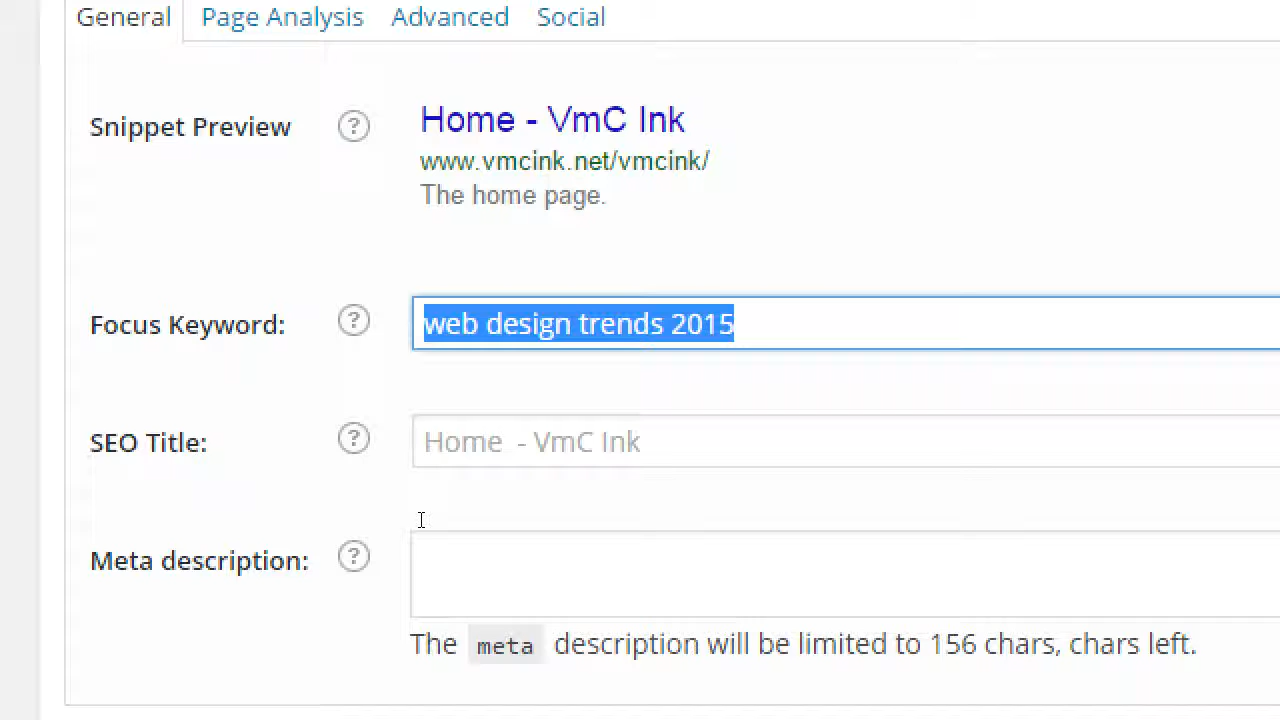 General Page Analysis Advanced Social
Snippet Preview ? Home - VmC Ink
www.vmcink.net/vmcink/
The home page.
Focus Keyword: ? web design trends 2015
SEO Title: ? Home - VmC Ink
Meta description: ?
The meta description will be limited to 156 chars, chars left.